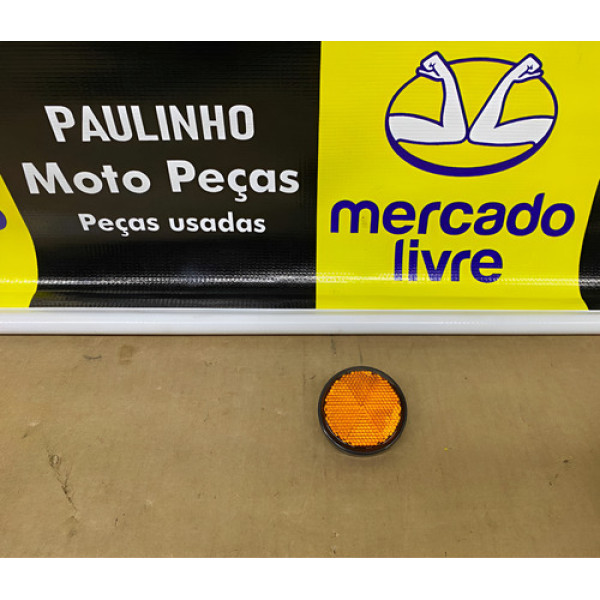 PAULINHO
Moto Peças
Peças usadas
mercado
livre